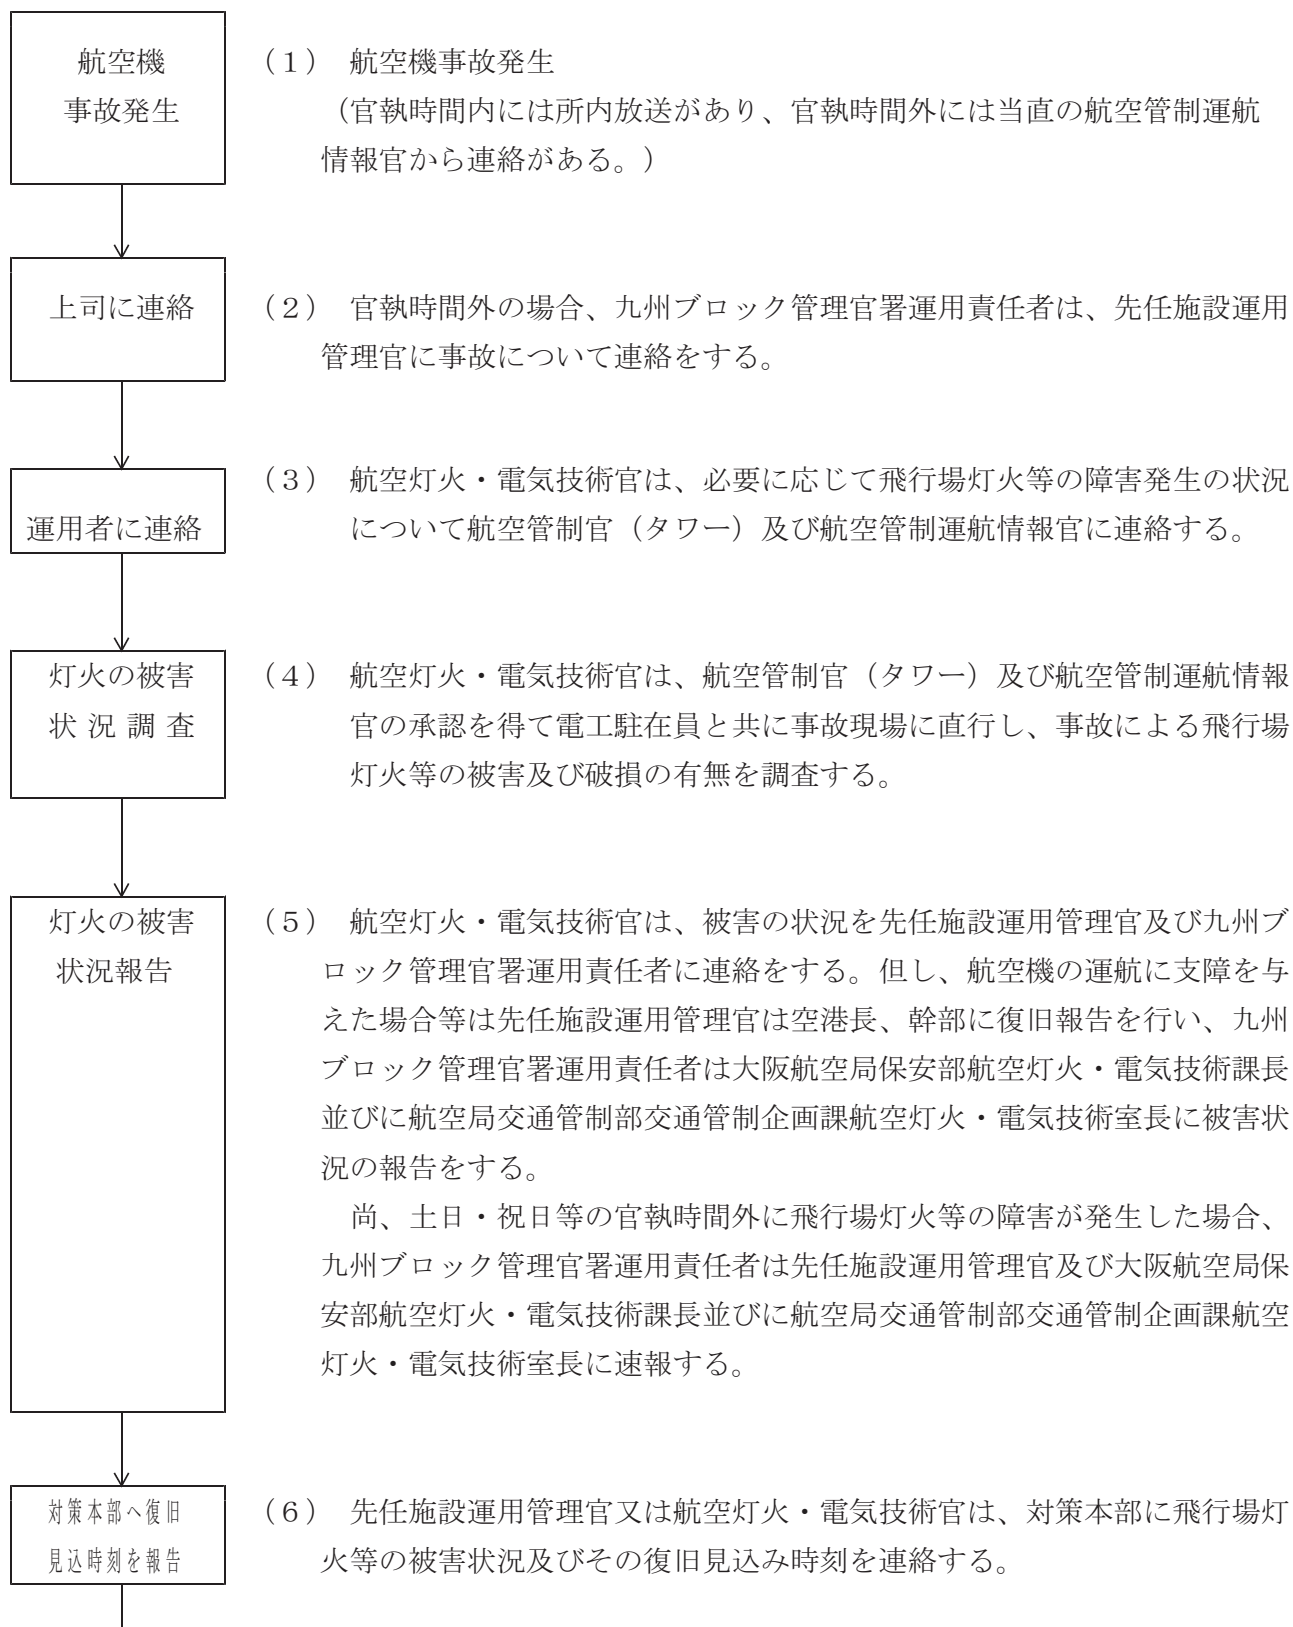 航空機
事故発生
（１） 航空機事故発生
（官執時間内には所内放送があり、官執時間外には当直の航空管制運航
情報官から連絡がある。）
上司に連絡
（２） 官執時間外の場合、九州ブロック管理官署運用責任者は、先任施設運用
管理官に事故について連絡をする。
運用者に連絡
（３） 航空灯火・電気技術官は、必要に応じて飛行場灯火等の障害発生の状況
について航空管制官（タワー）及び航空管制運航情報官に連絡する。
灯火の被害
状 況 調 査
（４） 航空灯火・電気技術官は、航空管制官（タワー）及び航空管制運航情報
官の承認を得て電工駐在員と共に事故現場に直行し、事故による飛行場
灯火等の被害及び破損の有無を調査する。
灯火の被害
状況報告
（５） 航空灯火・電気技術官は、被害の状況を先任施設運用管理官及び九州ブ
ロック管理官署運用責任者に連絡をする。但し、航空機の運航に支障を与
えた場合等は先任施設運用管理官は空港長、幹部に復旧報告を行い、九州
ブロック管理官署運用責任者は大阪航空局保安部航空灯火・電気技術課長
並びに航空局交通管制部交通管制企画課航空灯火・電気技術室長に被害状
況の報告をする。
尚、土日・祝日等の官執時間外に飛行場灯火等の障害が発生した場合、
九州ブロック管理官署運用責任者は先任施設運用管理官及び大阪航空局保
安部航空灯火・電気技術課長並びに航空局交通管制部交通管制企画課航空
灯火・電気技術室長に速報する。
対策本部へ復旧
見込時刻を報告
（６） 先任施設運用管理官又は航空灯火・電気技術官は、対策本部に飛行場灯
火等の被害状況及びその復旧見込み時刻を連絡する。